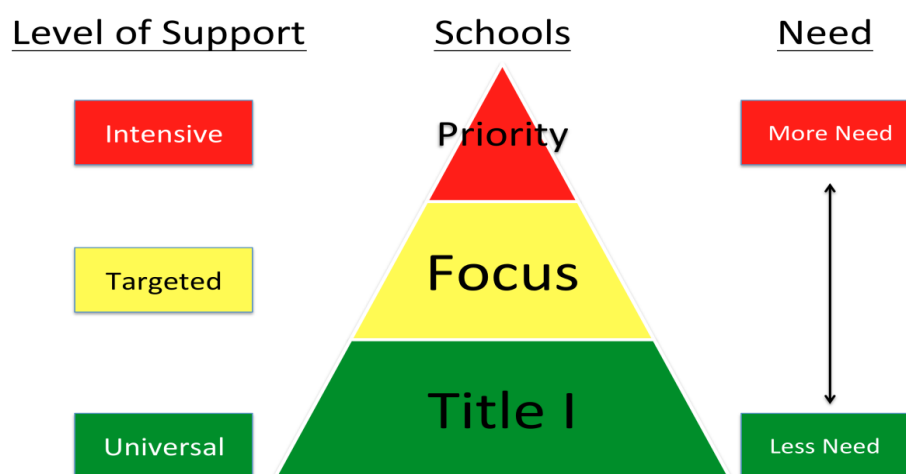 Level of Support
Schools
Need
Intensive
Priority
More Need
Targeted
Focus
Universal
Title I
Less Need